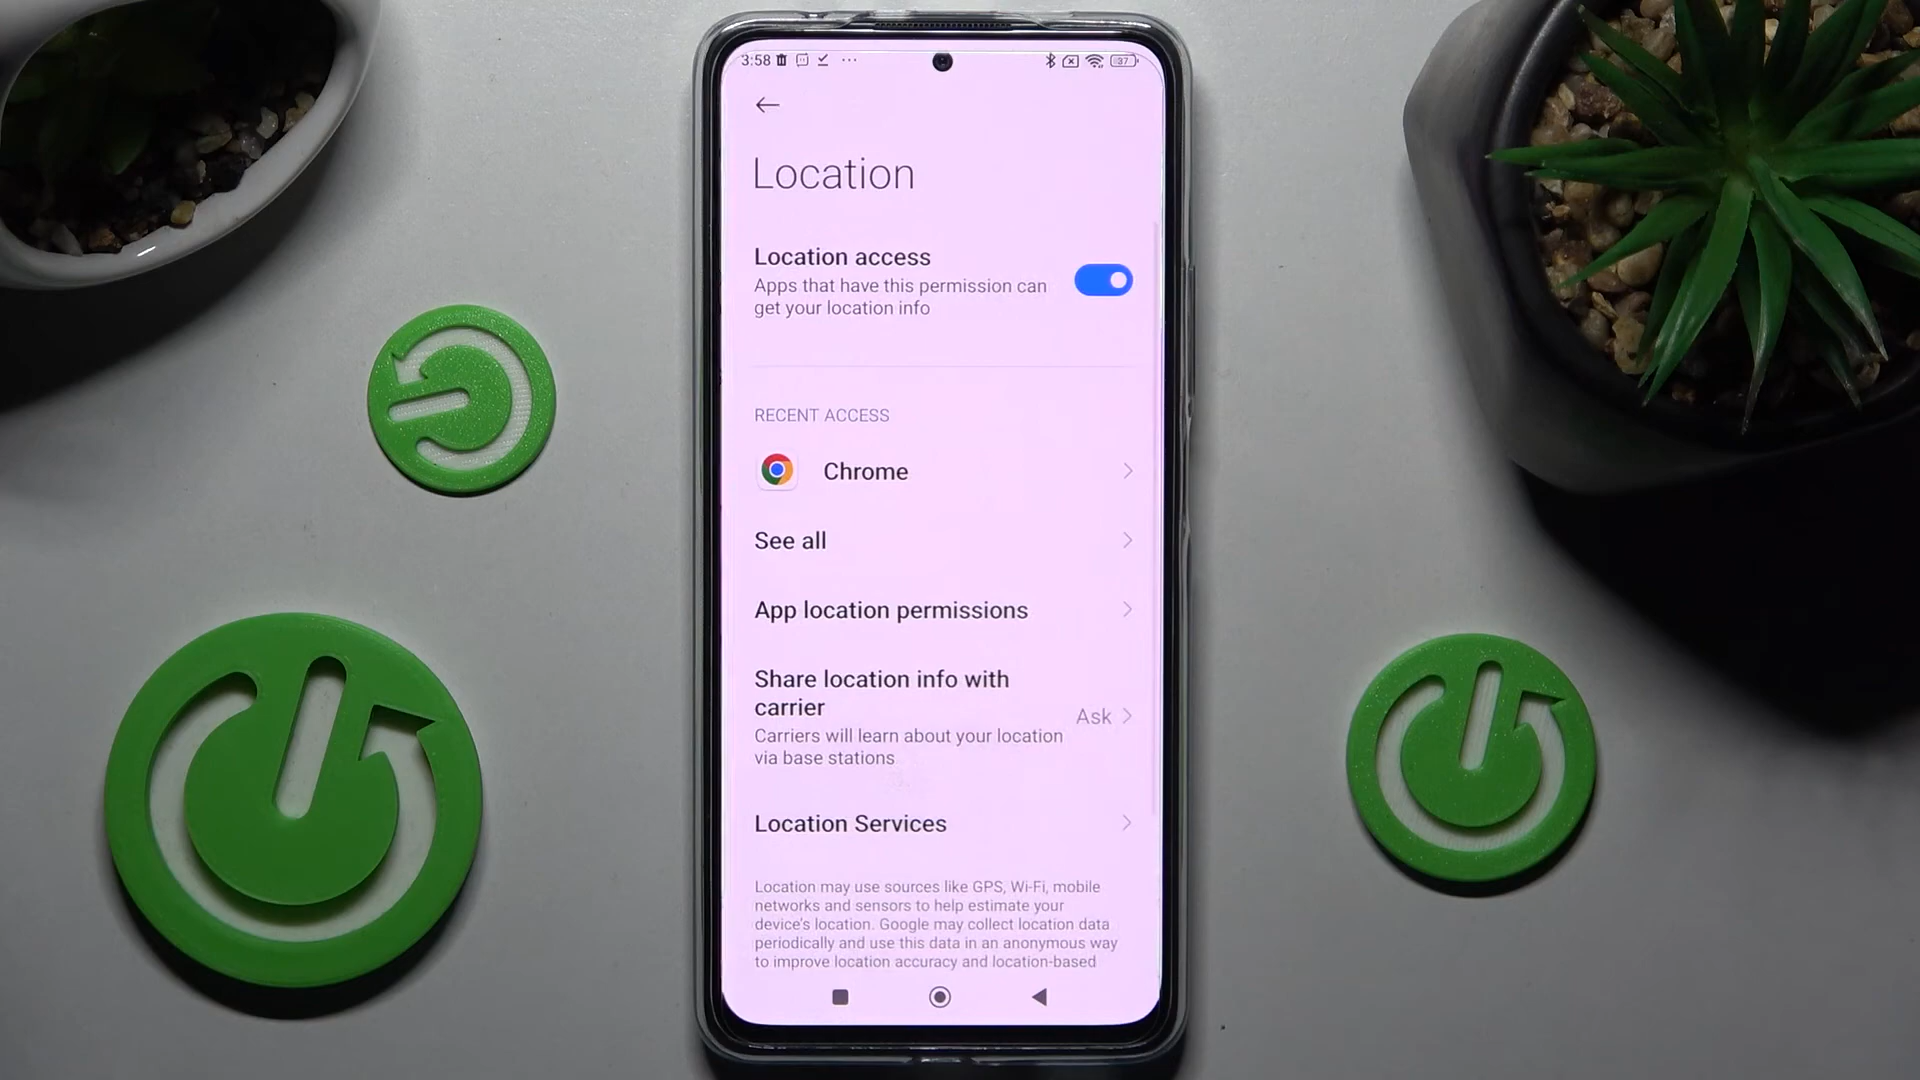 3:58
37
Location
Location access
Apps that have this permission can
get your location info
RECENT ACCESS
Chrome
See all
App location permissions
Share location info with
carrier
Ask
Carriers will learn about your location
via base stations
Location Services
Location may use sources like GPS, Wi-Fi, mobile
networks and sensors to help estimate your
device's location. Google may collect location data
periodically and use this data in an anonymous way
to improve location accuracy and location-based